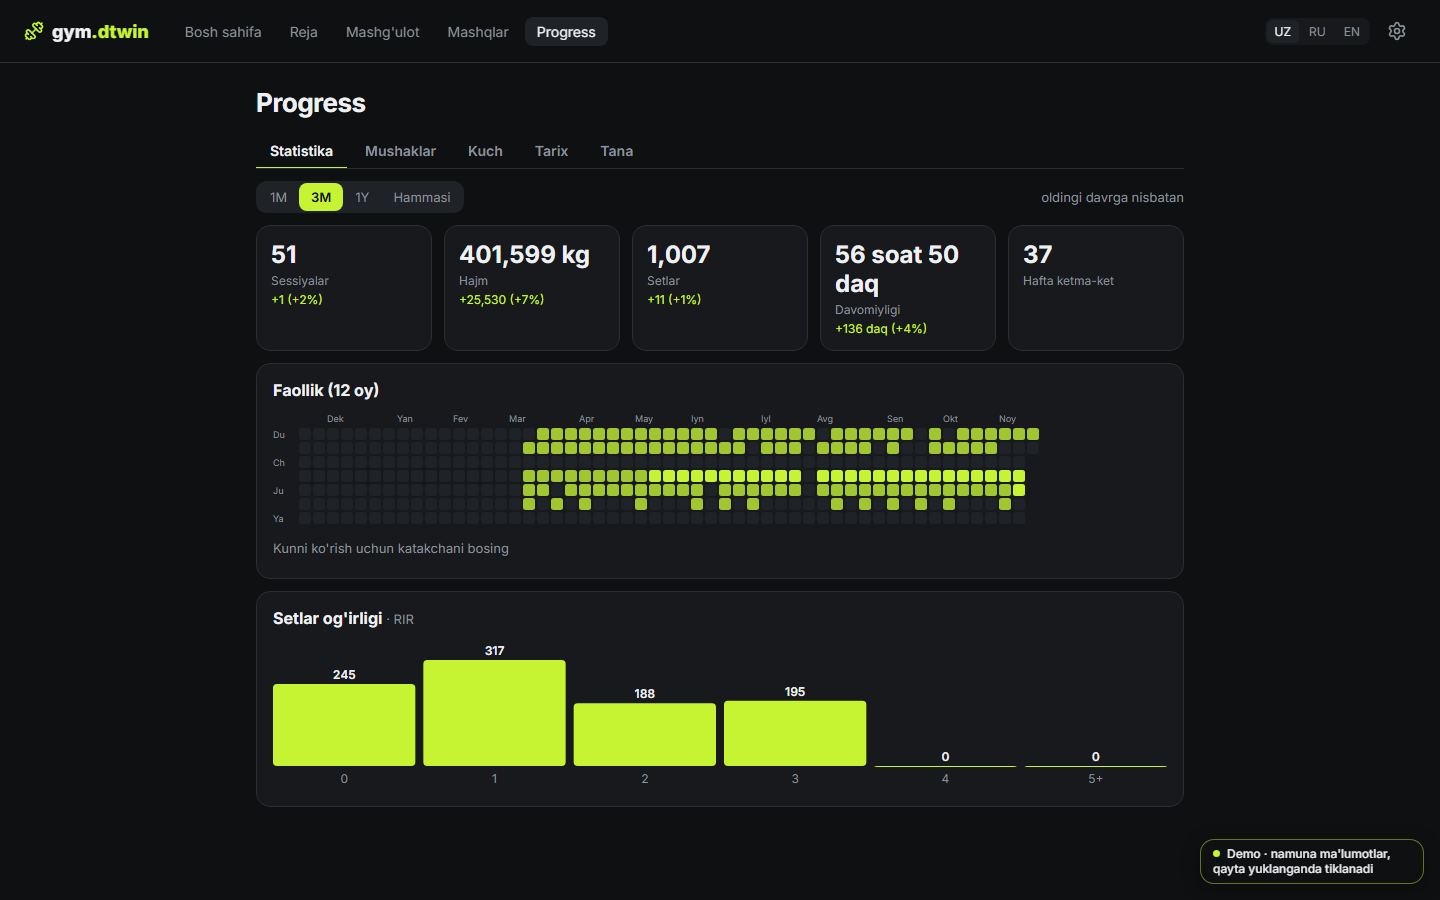 gym.dtwin
Bosh sahifa
Reja
Mashg'ulot
Mashqlar
Progress
UZ
RU
EN
Progress
Statistika
Mushaklar
Kuch
Tarix
Tana
1M
3M
1Y
Hammasi
oldingi davrga nisbatan
51
Sessiyalar
+1 (+2%)
401,599 kg
Hajm
+25,530 (+7%)
1,007
Setlar
+11 (+1%)
56 soat 50
daq
Davomiyligi
+136 daq (+4%)
37
Hafta ketma-ket
Faollik (12 oy)
Dek
Yan
Fev
Mar
Apr
May
Iyn
Iyl
Avg
Sen
Okt
Noy
Du
Ch
Ju
Ya
Kunni ko'rish uchun katakchani bosing
Setlar og'irligi · RIR
245
317
188
195
0
0
0
1
2
3
4
5+
Demo · namuna ma'lumotlar,
qayta yuklanganda tiklanadi